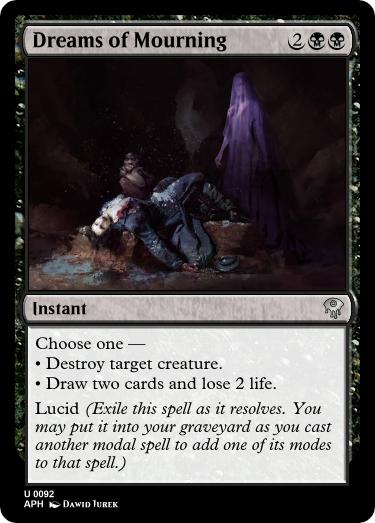 Dreams of Mourning 2
Instant
Choose one —
• Destroy target creature.
• Draw two cards and lose 2 life.
Lucid (Exile this spell as it resolves. You
may put it into your graveyard as you cast
another modal spell to add one of its modes
to that spell.)
U 0092
APH Dawid Jurek